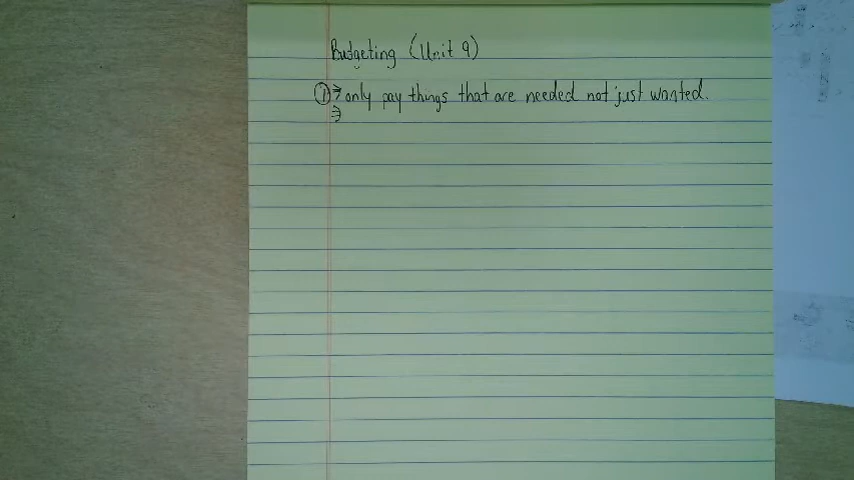 Budgeting (Unit 9)
① → only pay things that are needed not just wanted.
→